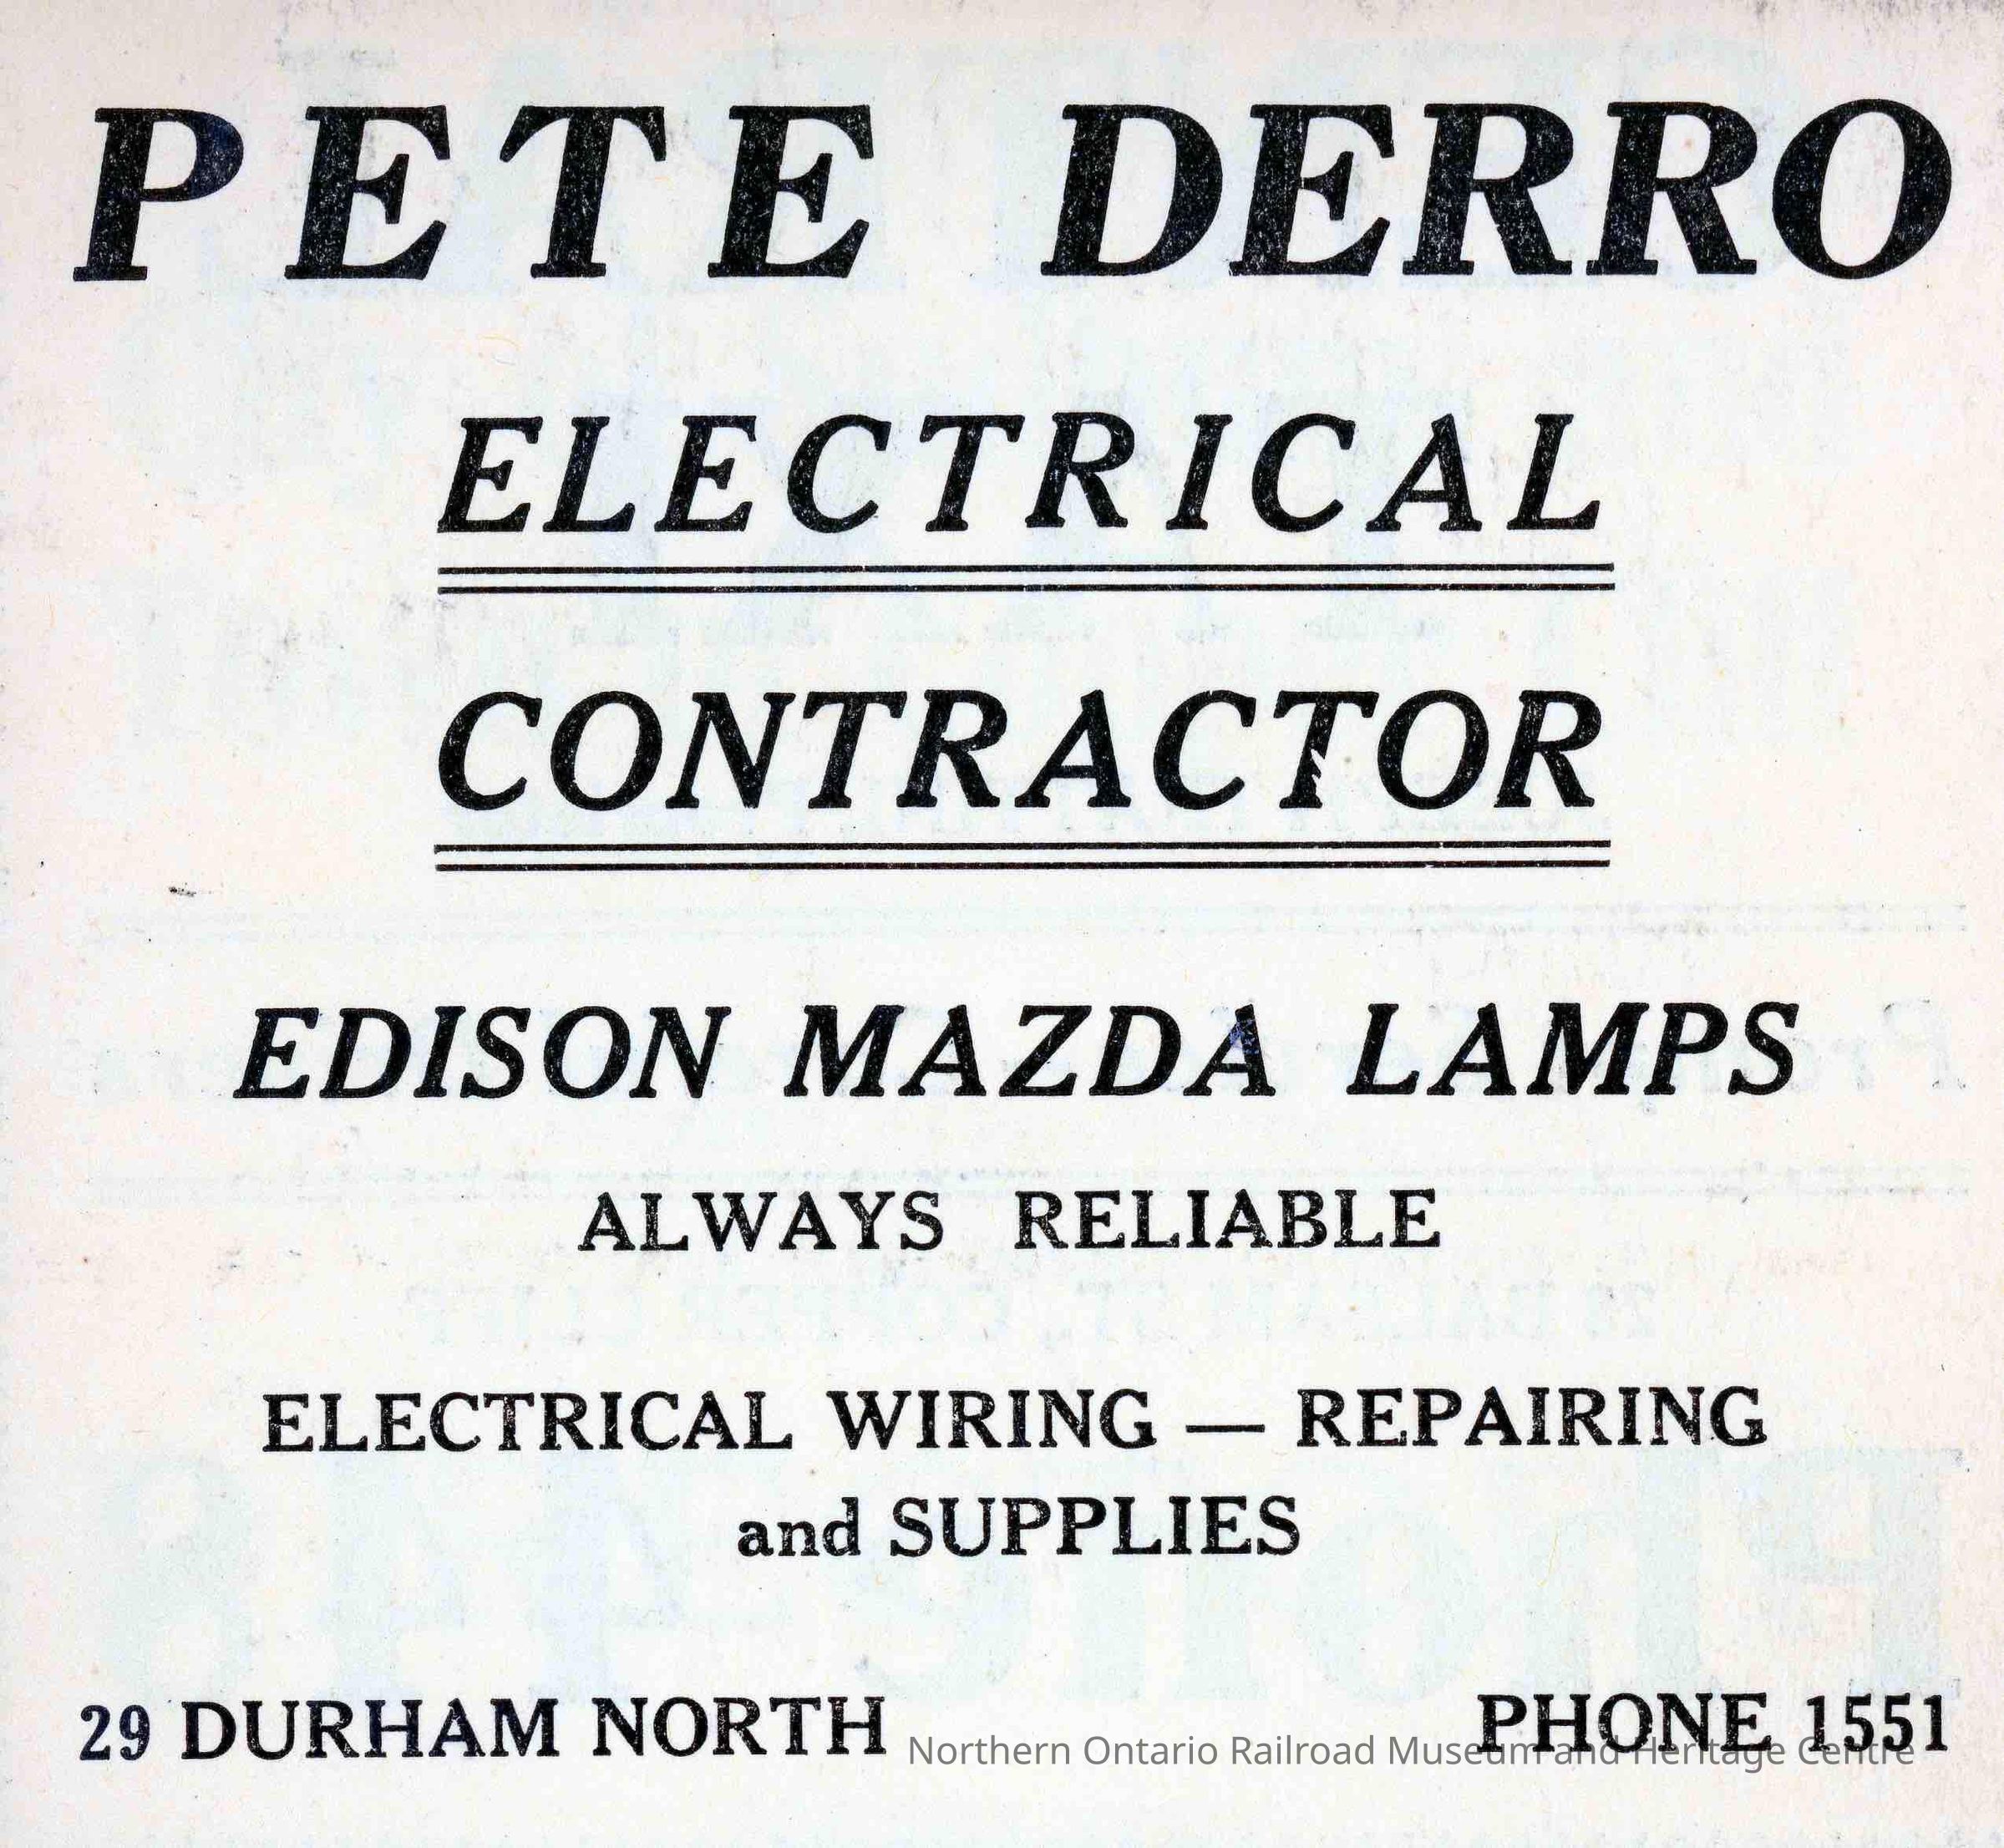 PETE DERRO
ELECTRICAL
CONTRACTOR
EDISON MAZDA LAMPS
ALWAYS RELIABLE
ELECTRICAL WIRING — REPAIRING
and SUPPLIES
29 DURHAM NORTH PHONE 1551
Northern Ontario Railroad Museum and Heritage Centre